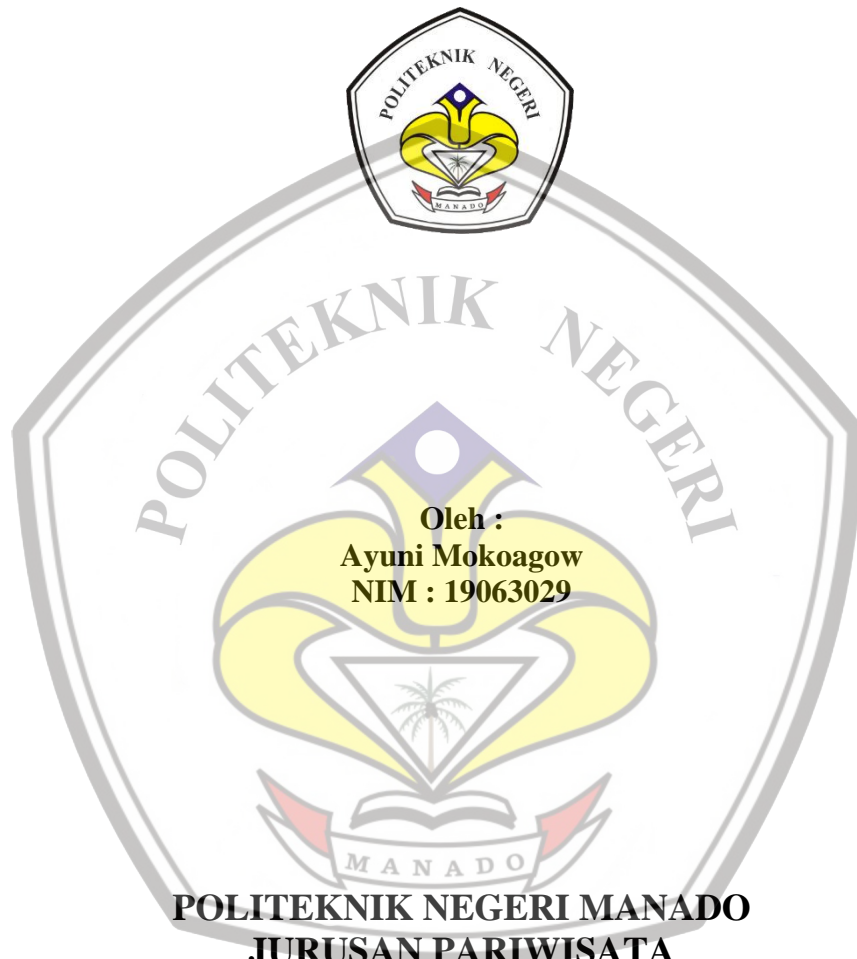 POLITEKNIK NEGERI
MANADO
POLITEKNIK NEGERI
Oleh :
Ayuni Mokoagow
NIM : 19063029
MANADO
POLITEKNIK NEGERI MANADO
JURUSAN PARIWISATA